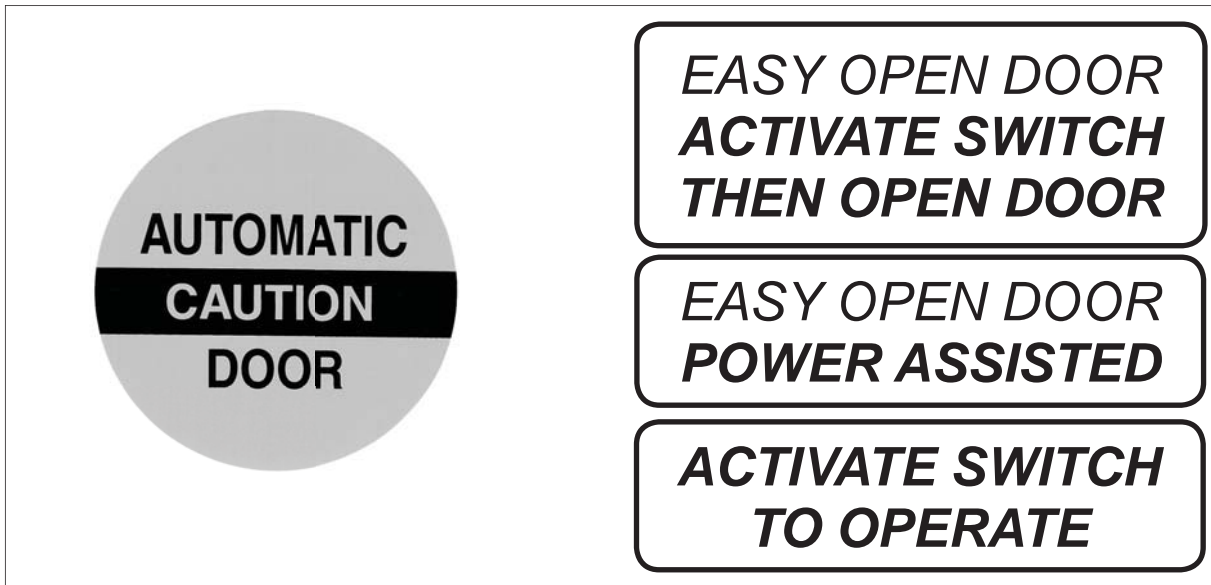 AUTOMATIC
CAUTION
DOOR
EASY OPEN DOOR
ACTIVATE SWITCH
THEN OPEN DOOR
EASY OPEN DOOR
POWER ASSISTED
ACTIVATE SWITCH
TO OPERATE